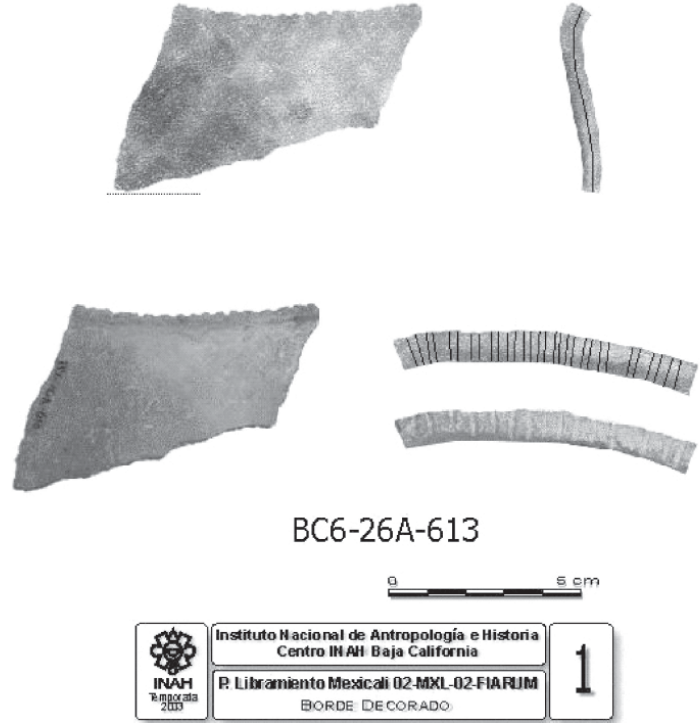 BC6-26A-613
0 5 cm
INAH
Temporada
2003
Instituto Nacional de Antropología e Historia
Centro INAH Baja California
P. Libramiento Mexicali 02-MXL-02-FIARUM
BORDE DECORADO
1